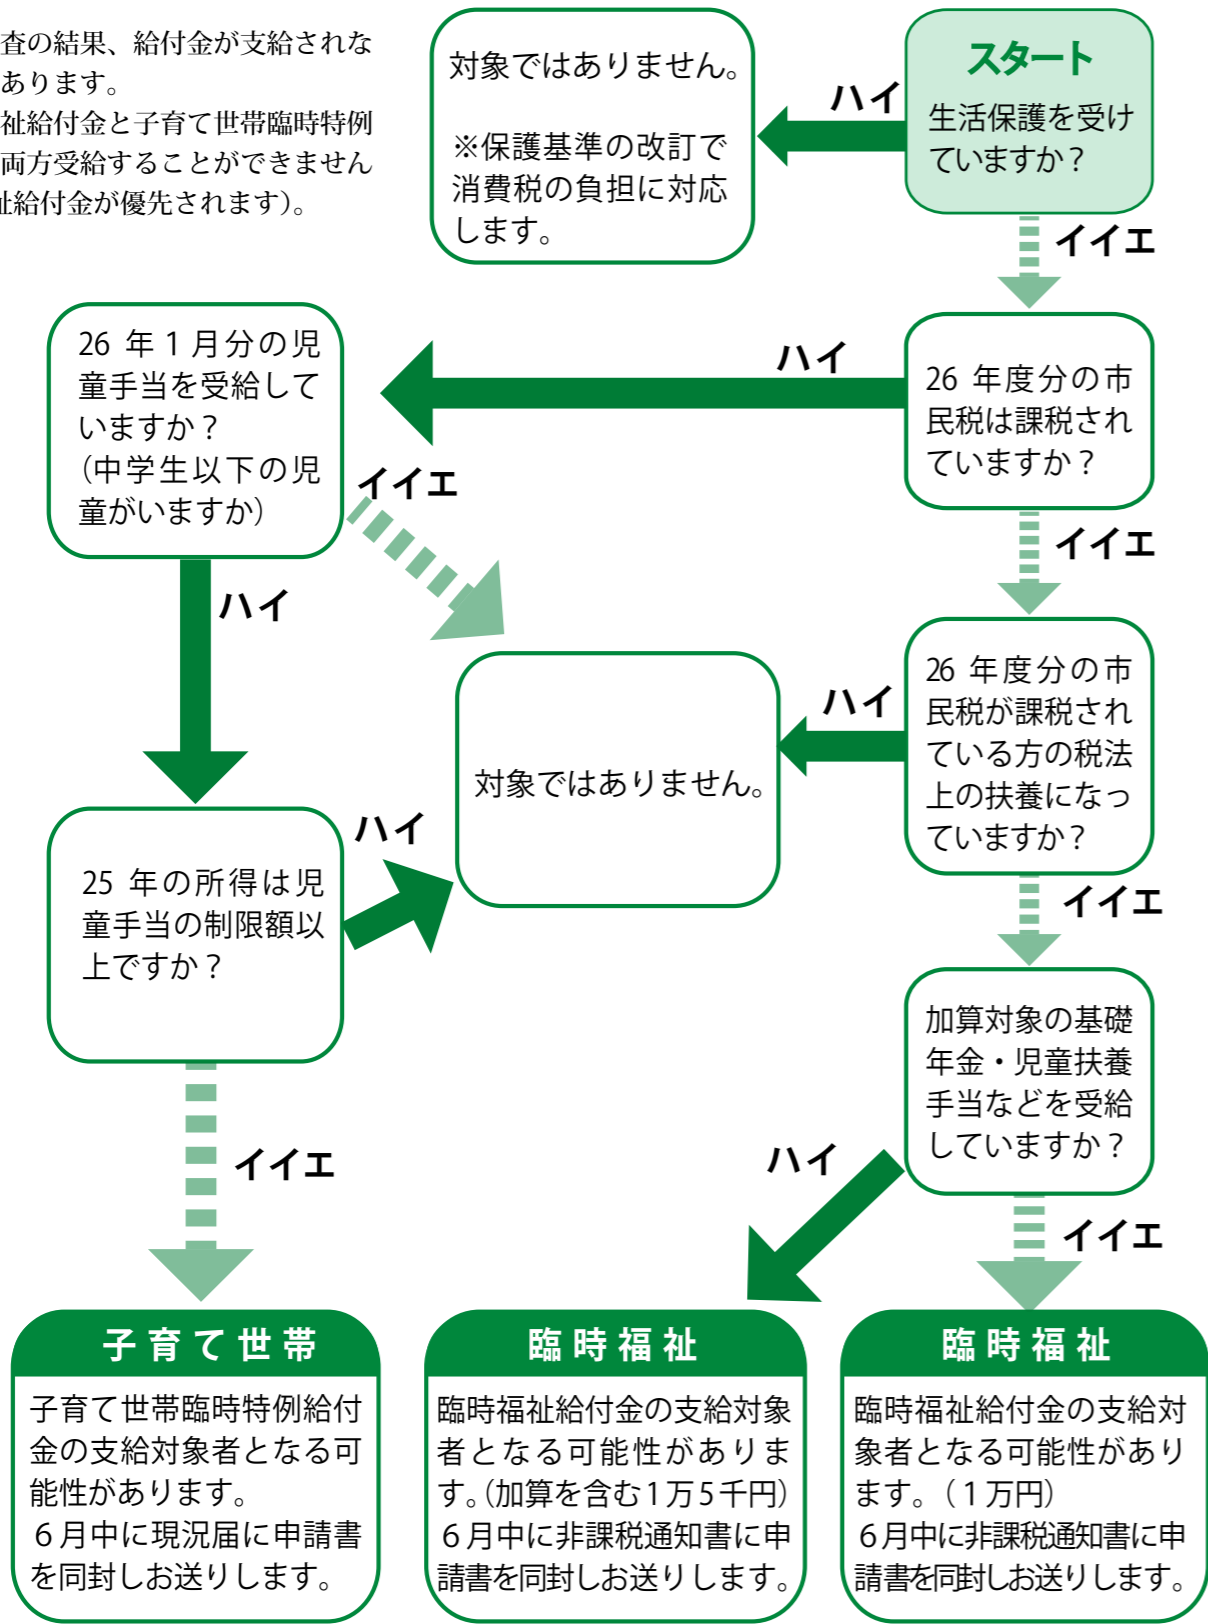 査の結果、給付金が支給されな
あります。
祉給付金と子育て世帯臨時特例
両方受給することができません
祉給付金が優先されます）。
スタート
生活保護を受け
ていますか？
ハイ
対象ではありません。
※保護基準の改訂で
消費税の負担に対応
します。
イイエ
26 年度分の市
民税は課税され
ていますか？
ハイ
26 年 1 月分の児
童手当を受給して
いますか？
（中学生以下の児
童がいますか）
イイエ
イイエ
ハイ
26 年度分の市
民税が課税され
ている方の税法
上の扶養になっ
ていますか？
ハイ
対象ではありません。
ハイ
25 年の所得は児
童手当の制限額以
上ですか？
イイエ
加算対象の基礎
年金・児童扶養
手当などを受給
していますか？
イイエ
ハイ
イイエ
子育て世帯
子育て世帯臨時特例給付
金の支給対象者となる可
能性があります。
６月中に現況届に申請書
を同封しお送りします。
臨時福祉
臨時福祉給付金の支給対象
者となる可能性がありま
す。（加算を含む１万５千円）
６月中に非課税通知書に申
請書を同封しお送りします。
臨時福祉
臨時福祉給付金の支給対
象者となる可能性があり
ます。（１万円）
６月中に非課税通知書に申
請書を同封しお送りします。